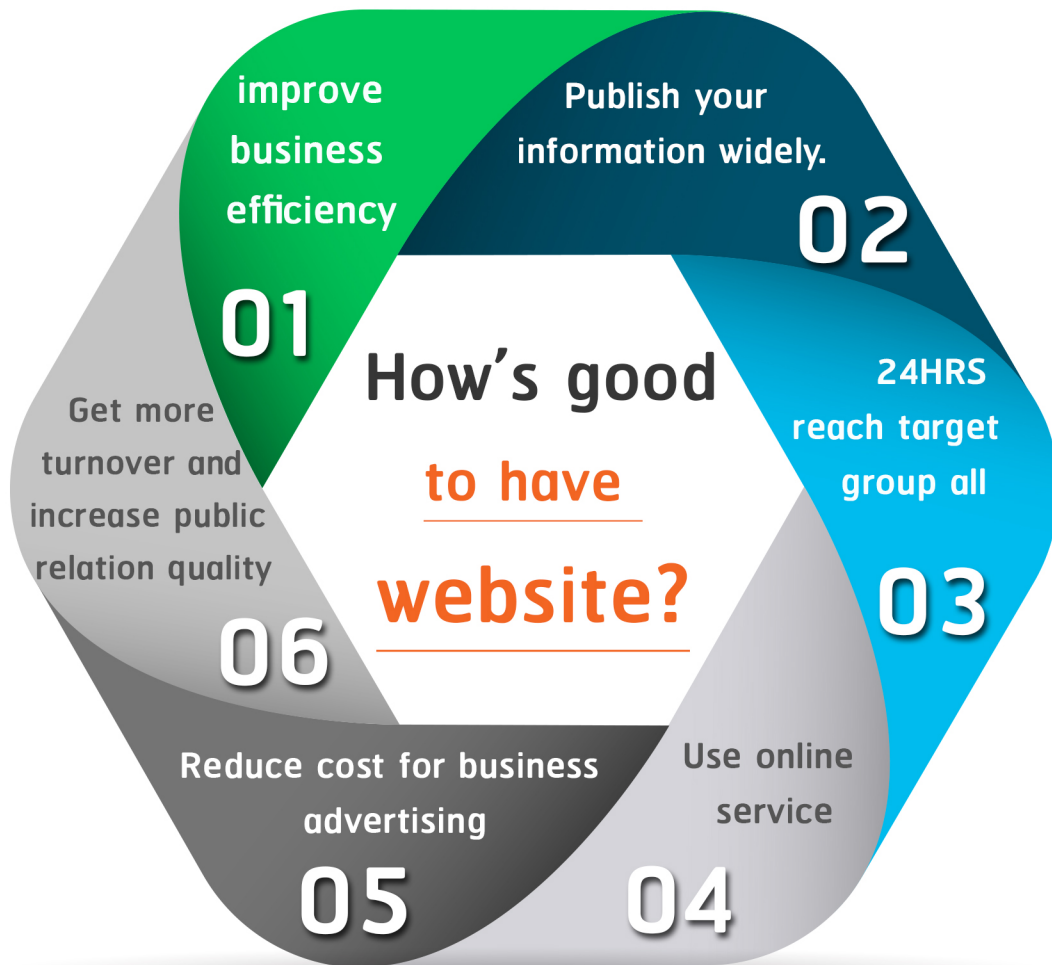 How's good
to have
website?
improve
business
efficiency
01
Publish your
information widely.
02
24HRS
reach target
group all
03
Use online
service
04
Reduce cost for business
advertising
05
Get more
turnover and
increase public
relation quality
06